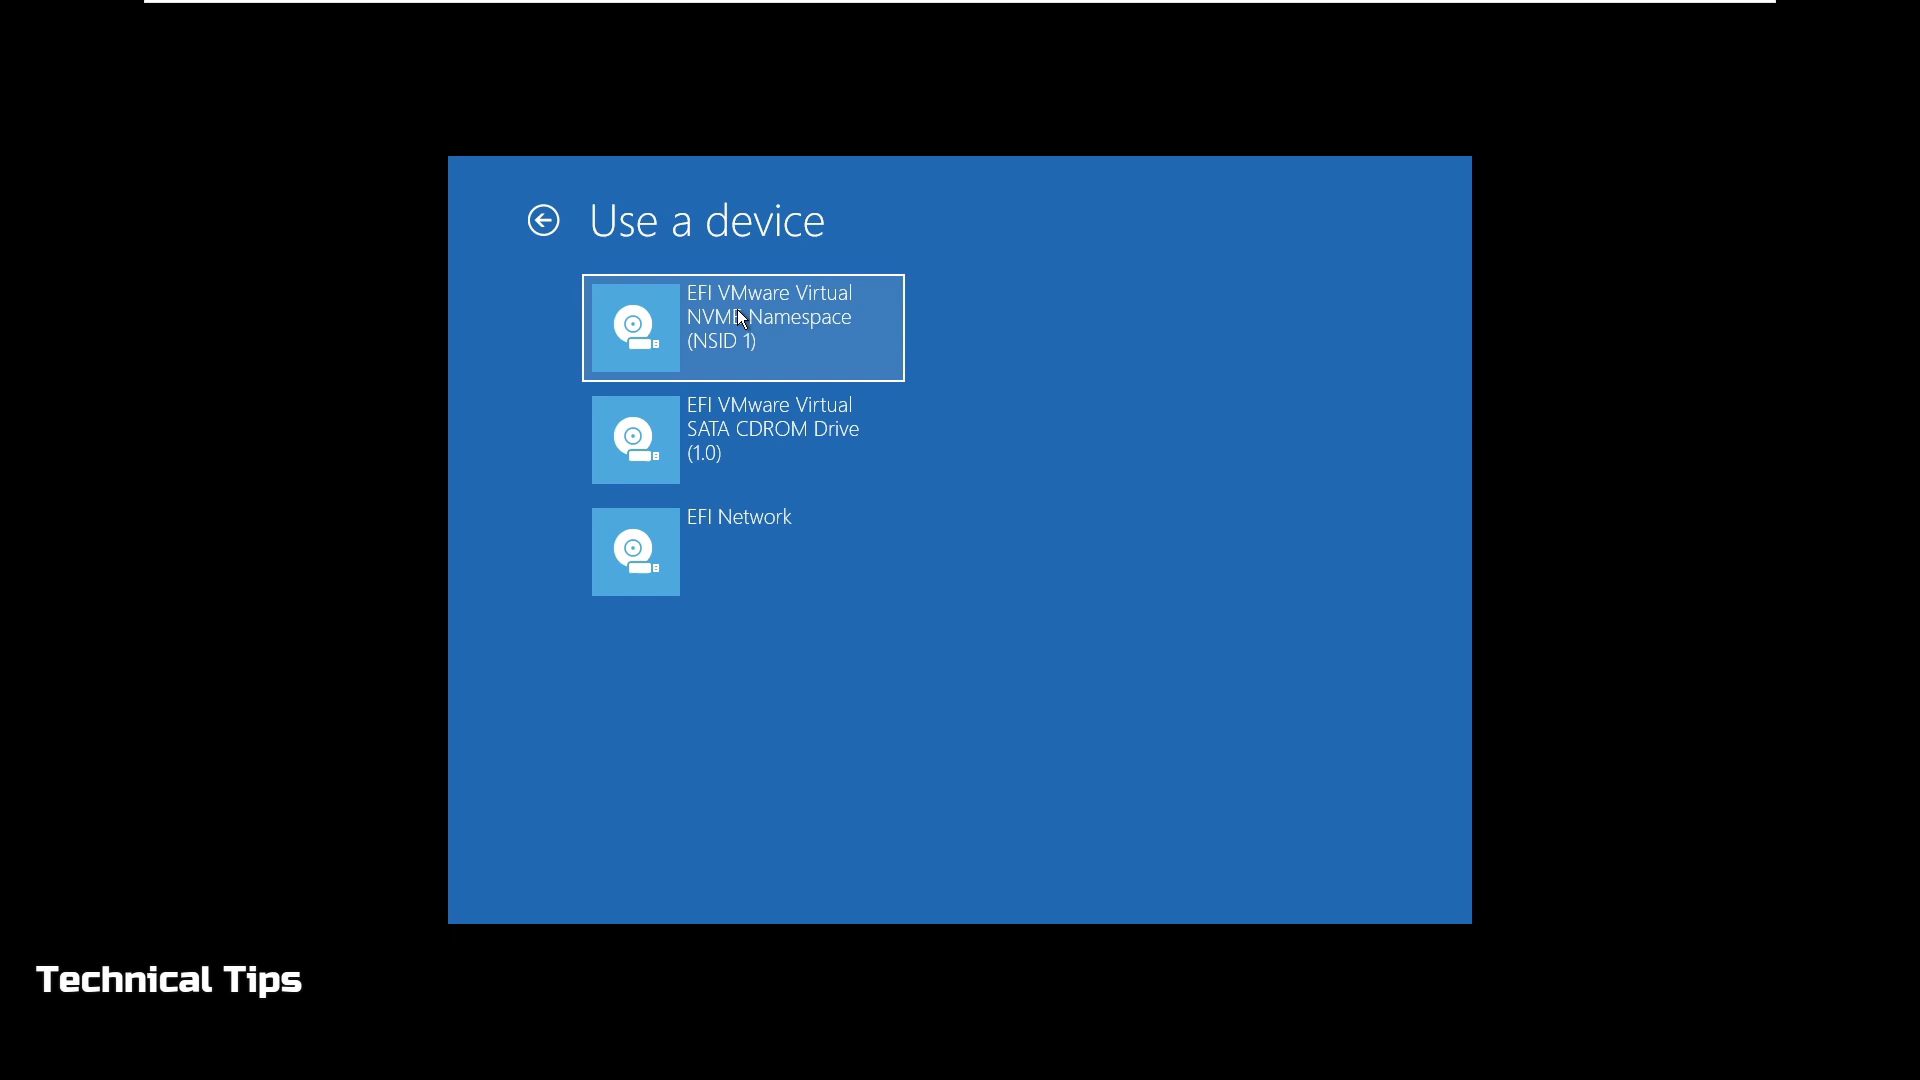 Use a device
EFI VMware Virtual
NVME Namespace
(NSID 1)
EFI VMware Virtual
SATA CDROM Drive
(1.0)
EFI Network
Technical Tips